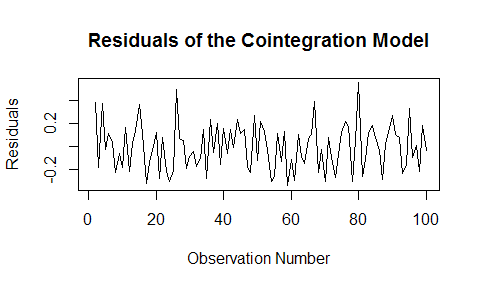 Residuals of the Cointegration Model
Residuals
0.2
-0.2
0 20 40 60 80 100
Observation Number